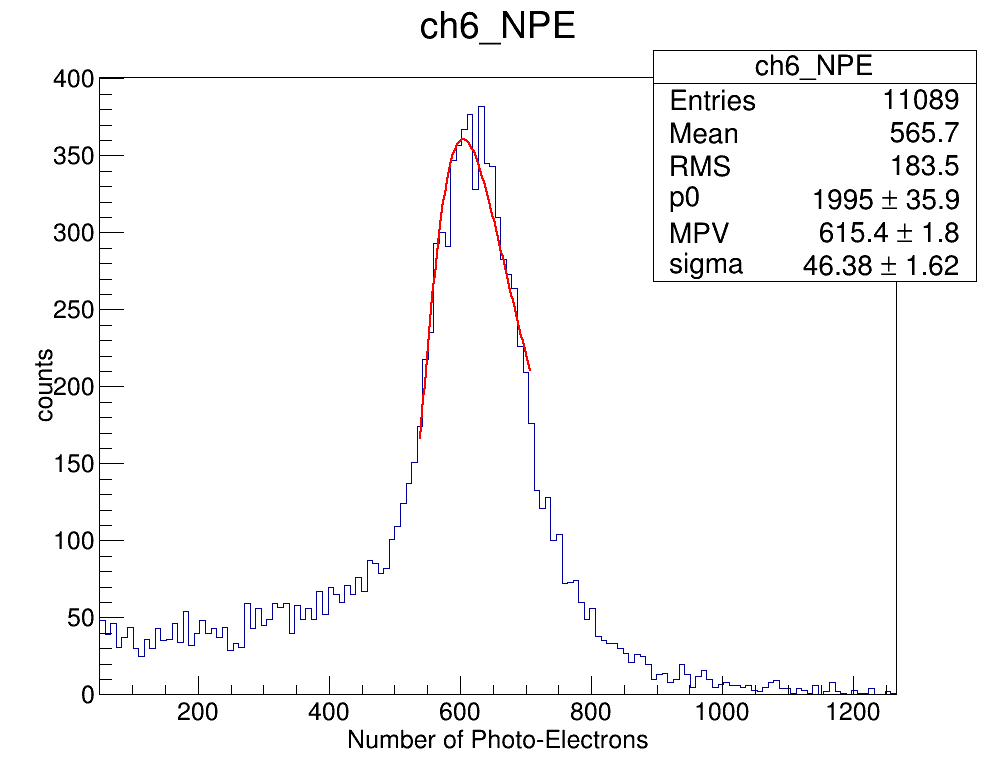 ch6_NPE
ch6_NPE
Entries 11089
Mean 565.7
RMS 183.5
p0 1995 ± 35.9
MPV 615.4 ± 1.8
sigma 46.38 ± 1.62
400
350
300
250
200
150
100
50
0
counts
200 400 600 800 1000 1200
Number of Photo-Electrons